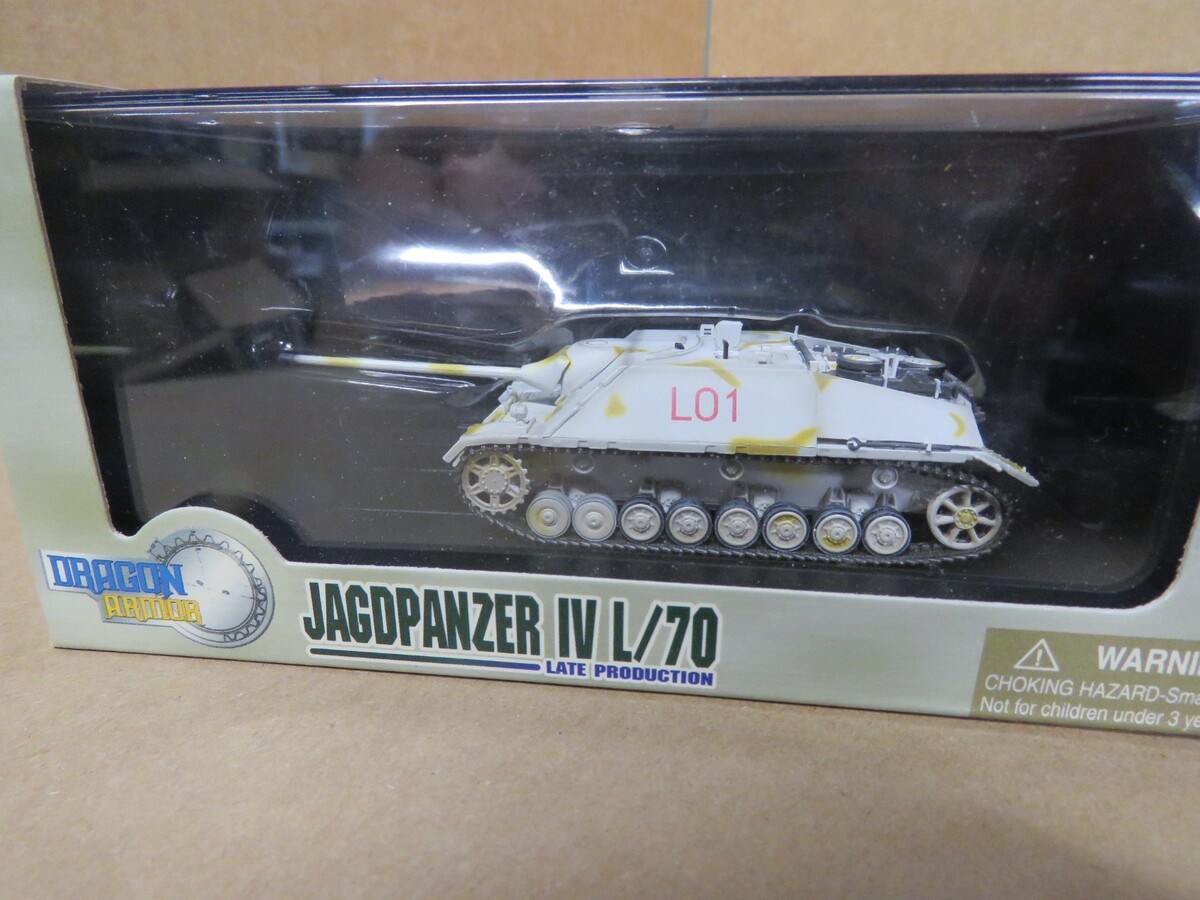 L01
DRAGON
ARMOR
JAGDPANZER IV L/70
LATE PRODUCTION
WARNI
CHOKING HAZARD-Sma
Not for children under 3 ye